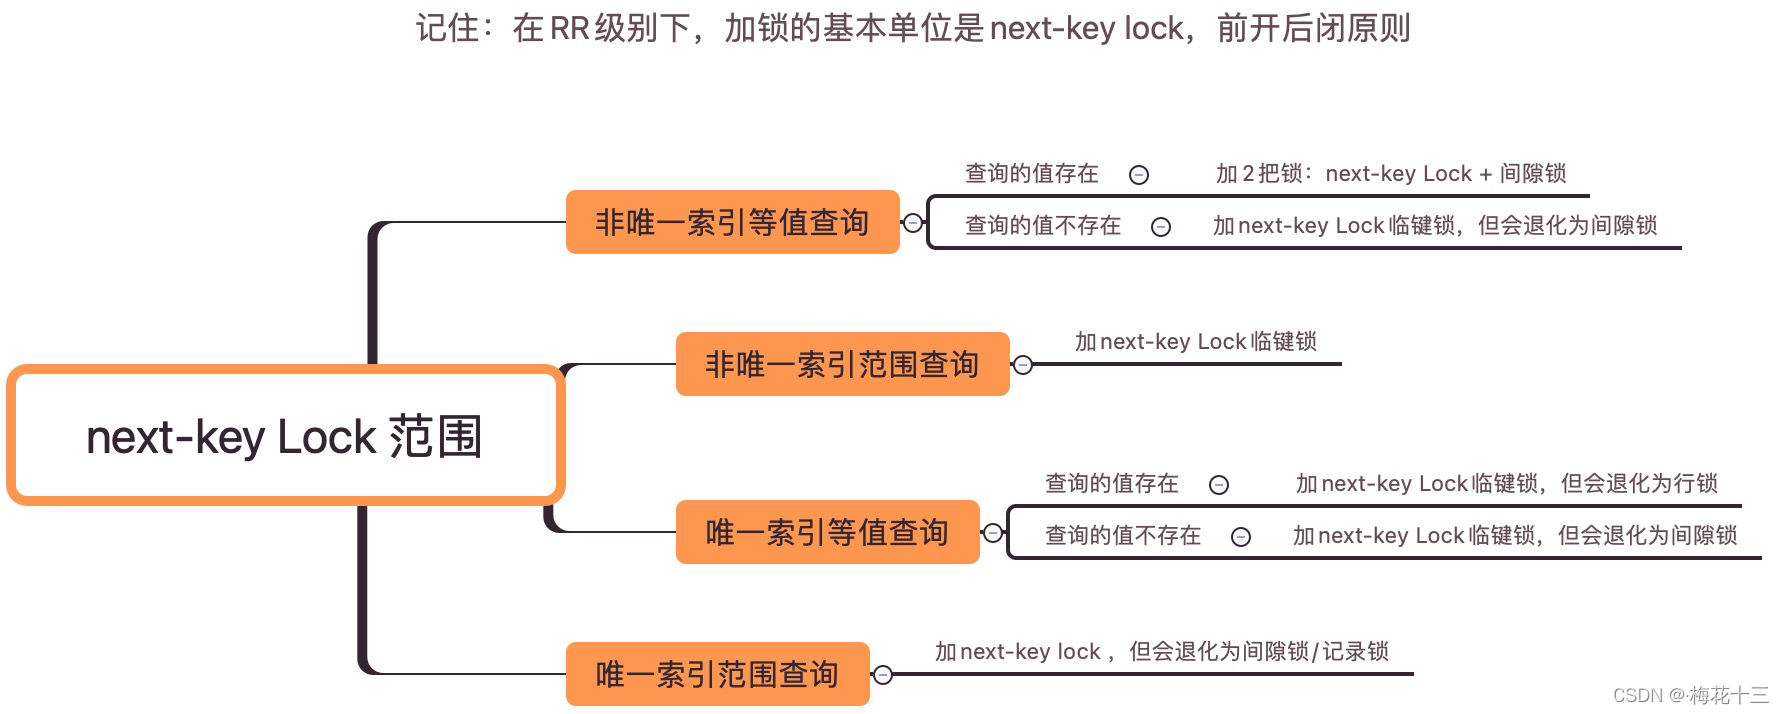 记住：在RR级别下，加锁的基本单位是next-key lock，前开后闭原则
查询的值存在 加2把锁：next-key Lock + 间隙锁
非唯一索引等值查询
查询的值不存在 加next-key Lock临键锁，但会退化为间隙锁
加next-key Lock临键锁
非唯一索引范围查询
next-key Lock 范围
查询的值存在 加next-key Lock临键锁，但会退化为行锁
唯一索引等值查询
查询的值不存在 加next-key Lock临键锁，但会退化为间隙锁
加next-key lock ，但会退化为间隙锁/记录锁
唯一索引范围查询
CSDN @·梅花十三